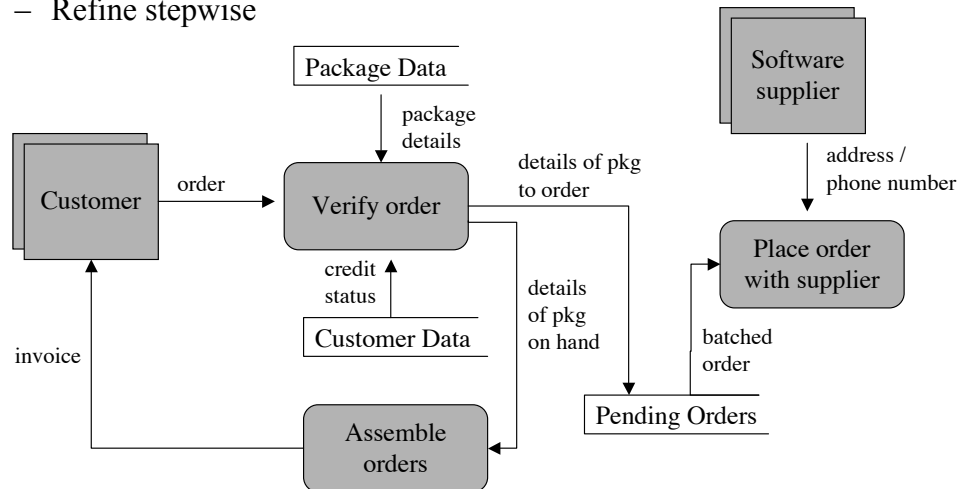 – Refine stepwise
Package Data
Software
supplier
package
details
details of pkg
to order
address /
phone number
Customer
order
Verify order
Place order
with supplier
credit
status
details
of pkg
on hand
Customer Data
batched
order
invoice
Pending Orders
Assemble
orders